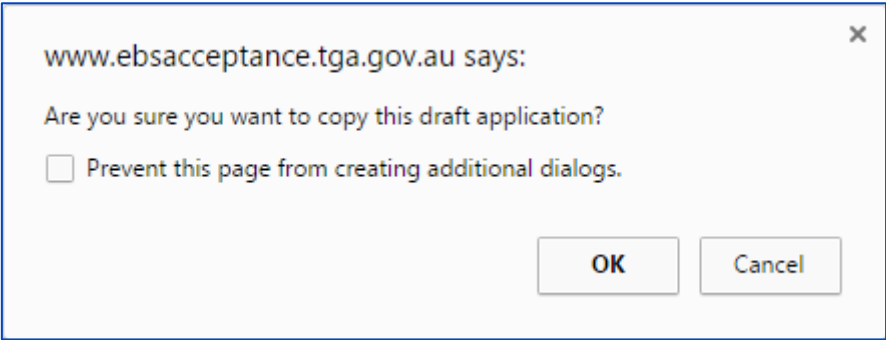 www.ebsacceptance.tga.gov.au says:
Are you sure you want to copy this draft application?
Prevent this page from creating additional dialogs.
OK Cancel